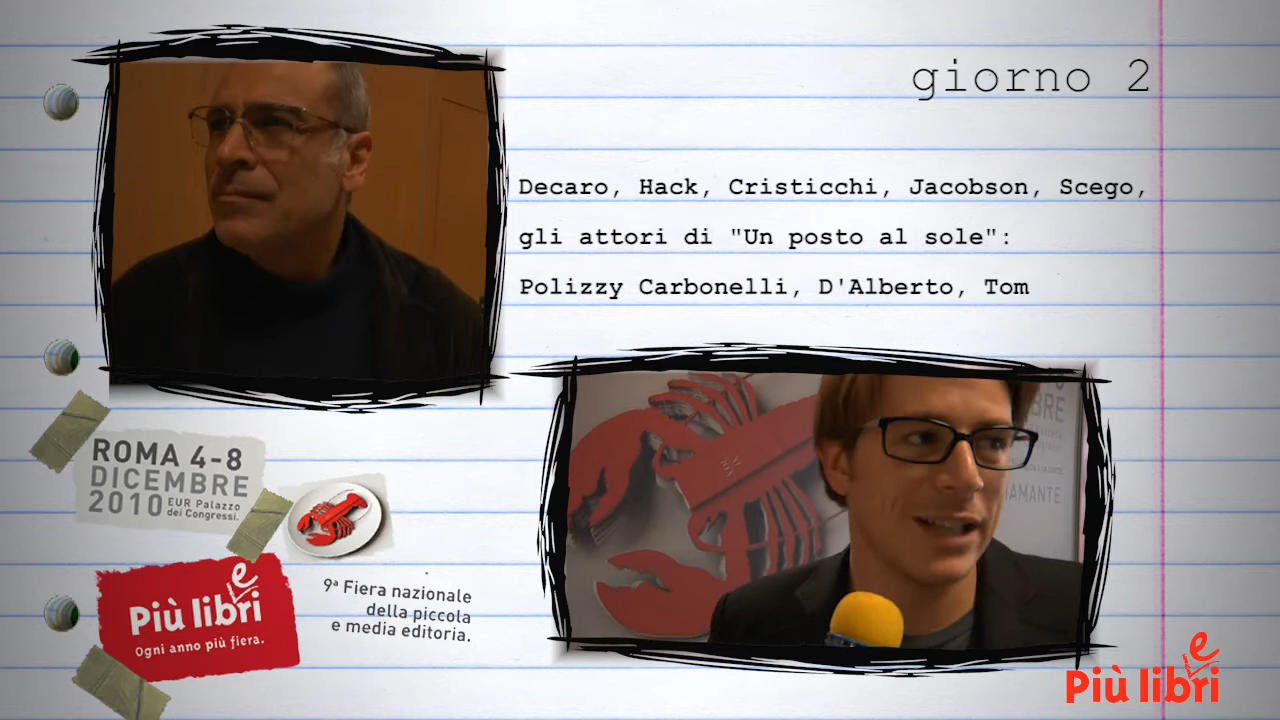 giorno 2
Decaro, Hack, Cristicchi, Jacobson, Scego,
gli attori di "Un posto al sole":
Polizzy Carbonelli, D'Alberto, Tom
BRE
IAMANTE
ROMA 4-8
DICEMBRE
2010 EUR Palazzo
dei Congressi.
Più libri
e
Ogni anno più fiera.
9ª Fiera nazionale
della piccola
e media editoria.
Più libri
e